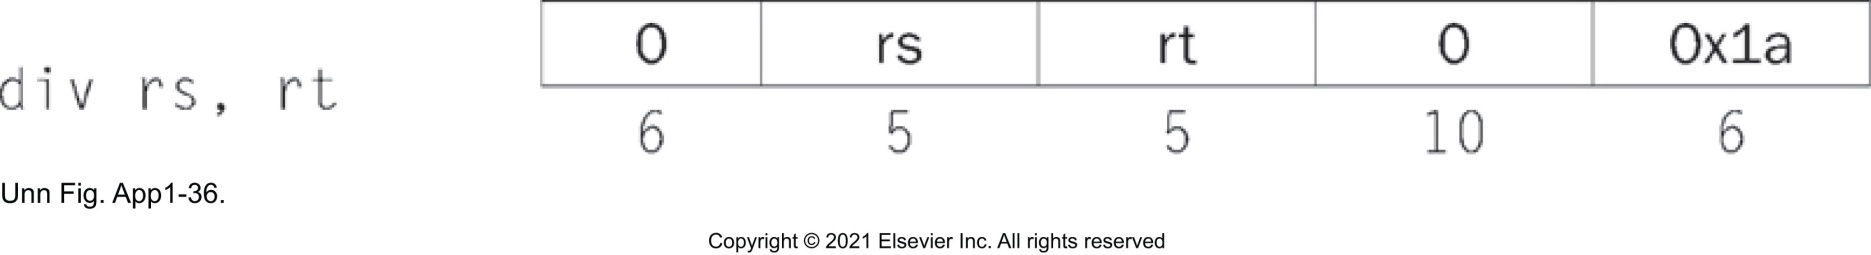 0 rs rt 0 0x1a
div rs, rt
6 5 5 10 6
Unn Fig. App1-36.
Copyright © 2021 Elsevier Inc. All rights reserved